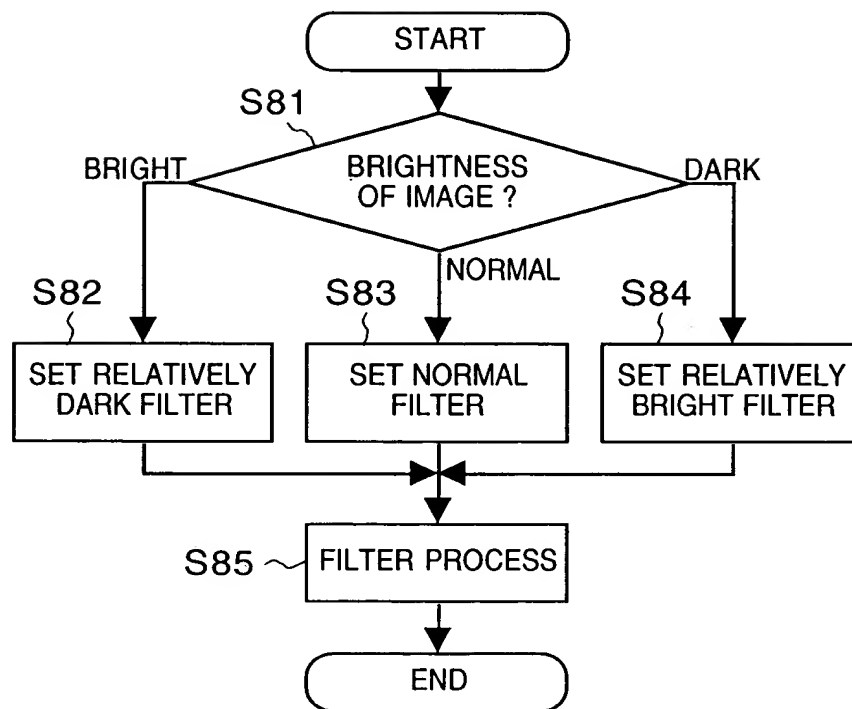 START
S81
BRIGHT
BRIGHTNESS
OF IMAGE ?
DARK
NORMAL
S82
SET RELATIVELY
DARK FILTER
S83
SET NORMAL
FILTER
S84
SET RELATIVELY
BRIGHT FILTER
S85
FILTER PROCESS
END